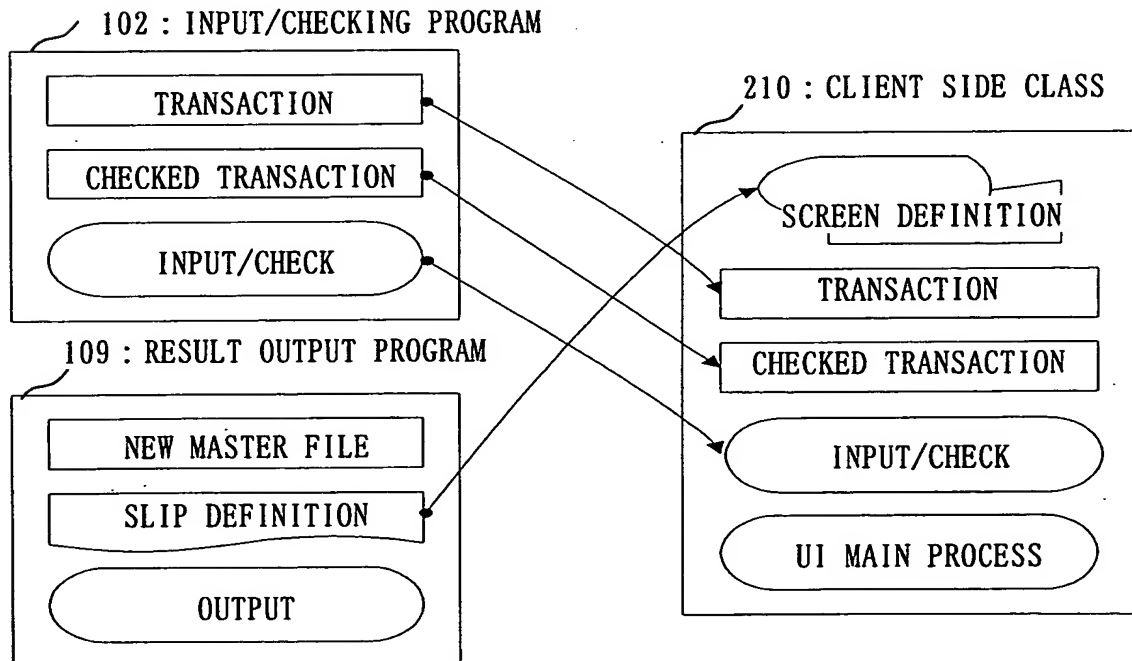 102 : INPUT/CHECKING PROGRAM
TRANSACTION
CHECKED TRANSACTION
INPUT/CHECK
109 : RESULT OUTPUT PROGRAM
NEW MASTER FILE
SLIP DEFINITION
OUTPUT
210 : CLIENT SIDE CLASS
SCREEN DEFINITION
TRANSACTION
CHECKED TRANSACTION
INPUT/CHECK
UI MAIN PROCESS